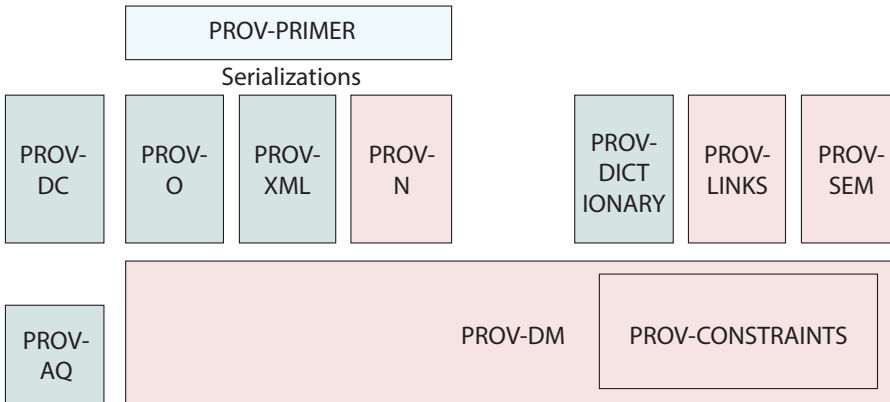 PROV-PRIMER
Serializations
PROV-
DC
PROV-
O
PROV-
XML
PROV-
N
PROV-
DICT
IONARY
PROV-
LINKS
PROV-
SEM
PROV-
AQ
PROV-DM
PROV-CONSTRAINTS